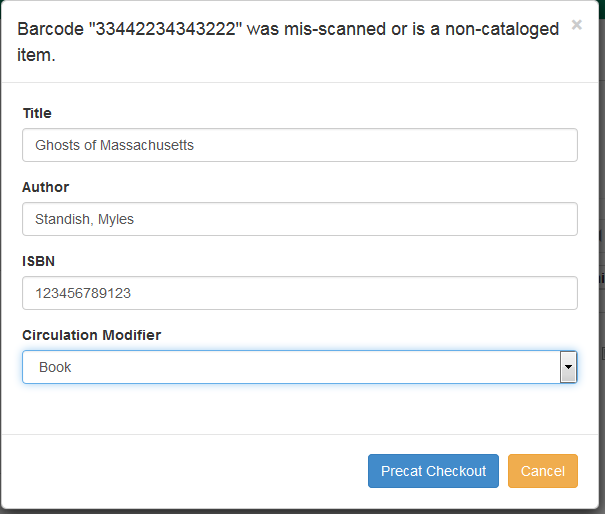 Barcode "33442234343222" was mis-scanned or is a non-cataloged
item.
×
Title
Ghosts of Massachusetts
Author
Standish, Myles
ISBN
123456789123
Circulation Modifier
Book
Precat Checkout
Cancel